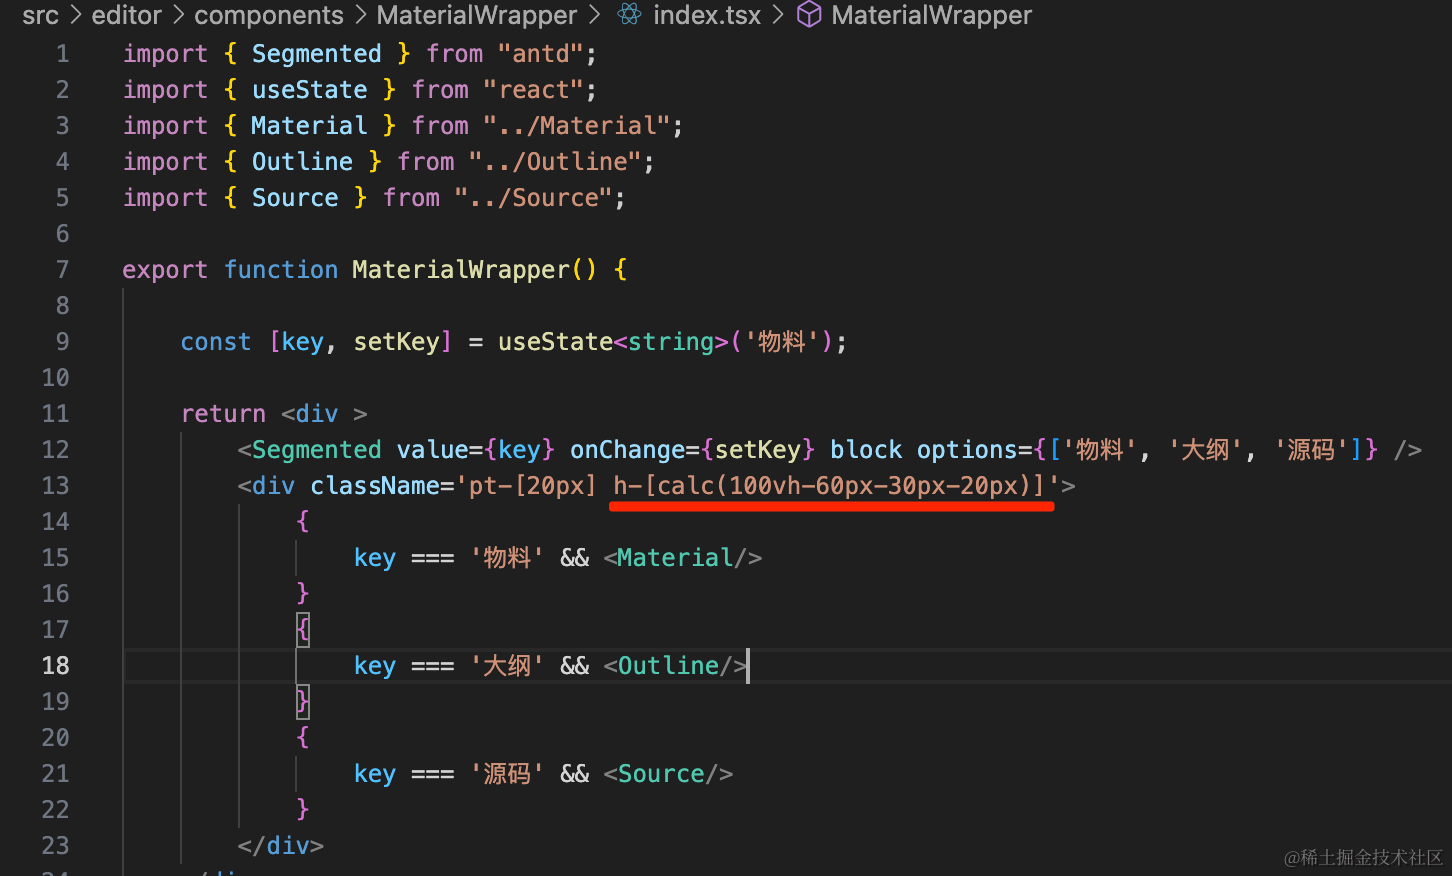 src > editor > components > MaterialWrapper > index.tsx > MaterialWrapper
1 import { Segmented } from "antd";
2 import { useState } from "react";
3 import { Material } from "../Material";
4 import { Outline } from "../Outline";
5 import { Source } from "../Source";
6
7 export function MaterialWrapper() {
8
9 const [key, setKey] = useState<string>('物料');
10
11 return <div >
12 <Segmented value={key} onChange={setKey} block options={['物料', '大纲', '源码']} />
13 <div className='pt-[20px] h-[calc(100vh-60px-30px-20px)]'>
14 {
15 key === '物料' && <Material/>
16 }
17 {
18 key === '大纲' && <Outline/>
19 }
20 {
21 key === '源码' && <Source/>
22 }
23 </div>
@稀土掘金技术社区